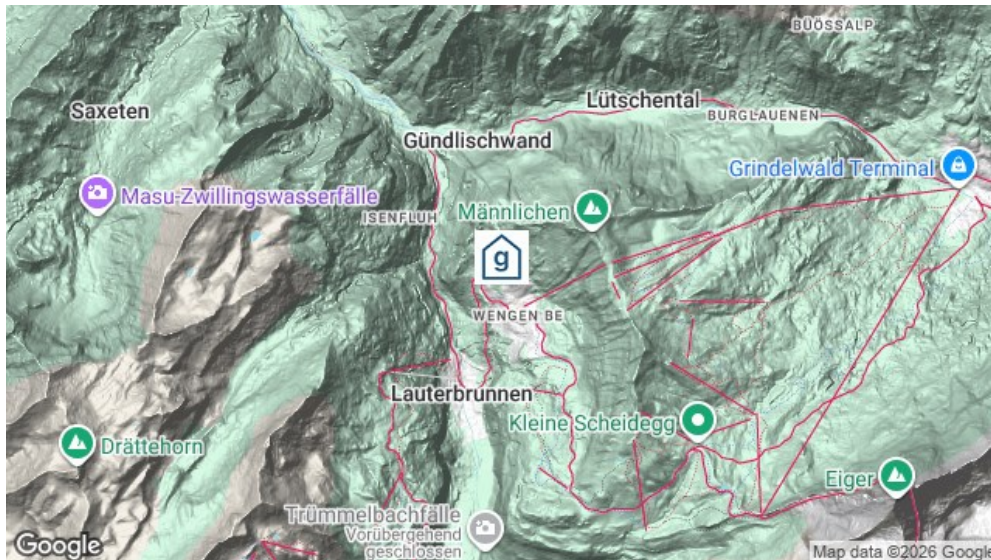 BÜÖSSALP
Saxeten
Lütschental
BURGLAUENEN
Gündlischwand
Grindelwald Terminal
Masu-Zwillingswasserfälle
ISENFLUH
Männlichen
g
WENGEN BE
Lauterbrunnen
Kleine Scheidegg
Drättehorn
Eiger
Trümmelbachfälle
Vorübergehend
geschlossen
Google
Map data ©2026 Google